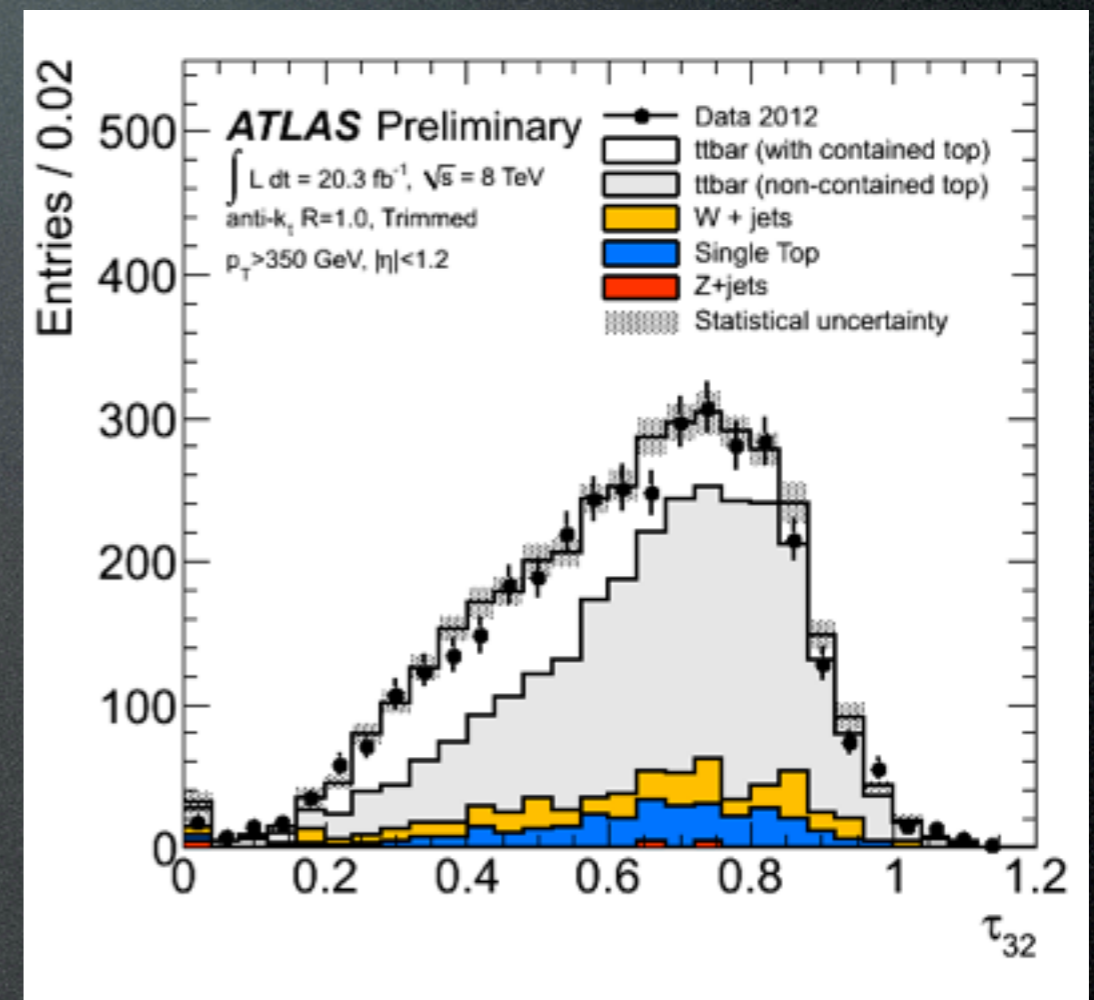 Entries / 0.02
500
400
300
200
100
0
ATLAS Preliminary
∫ L dt = 20.3 fb⁻¹, √s = 8 TeV
anti-kₜ R=1.0, Trimmed
p_T>350 GeV, |η|<1.2
Data 2012
ttbar (with contained top)
ttbar (non-contained top)
W + jets
Single Top
Z+jets
Statistical uncertainty
0 0.2 0.4 0.6 0.8 1 1.2
τ₃₂